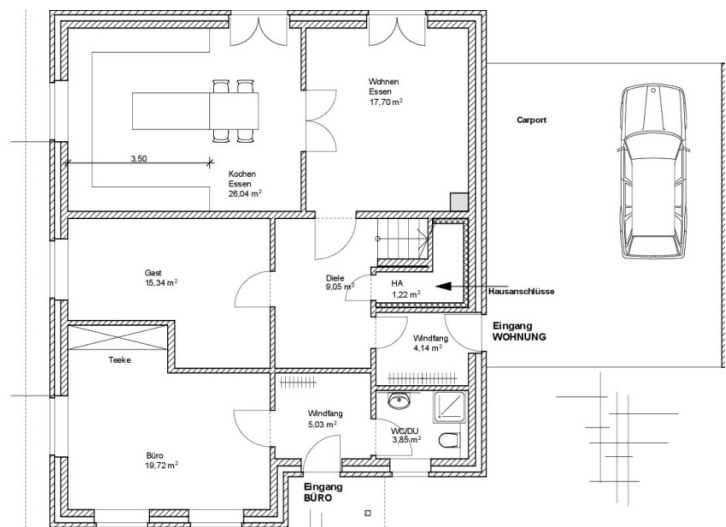 Wohnen
Essen
17,70 m²
Carport
3,50
Kochen
Essen
26,04 m²
Gast
15,34 m²
Diele
9,05 m²
HA
1,22 m²
Hausanschlüsse
Eingang
WOHNUNG
Windfang
4,14 m²
Teeke
Windfang
5,03 m²
WC/DU
3,85 m²
Büro
19,72 m²
Eingang
BÜRO